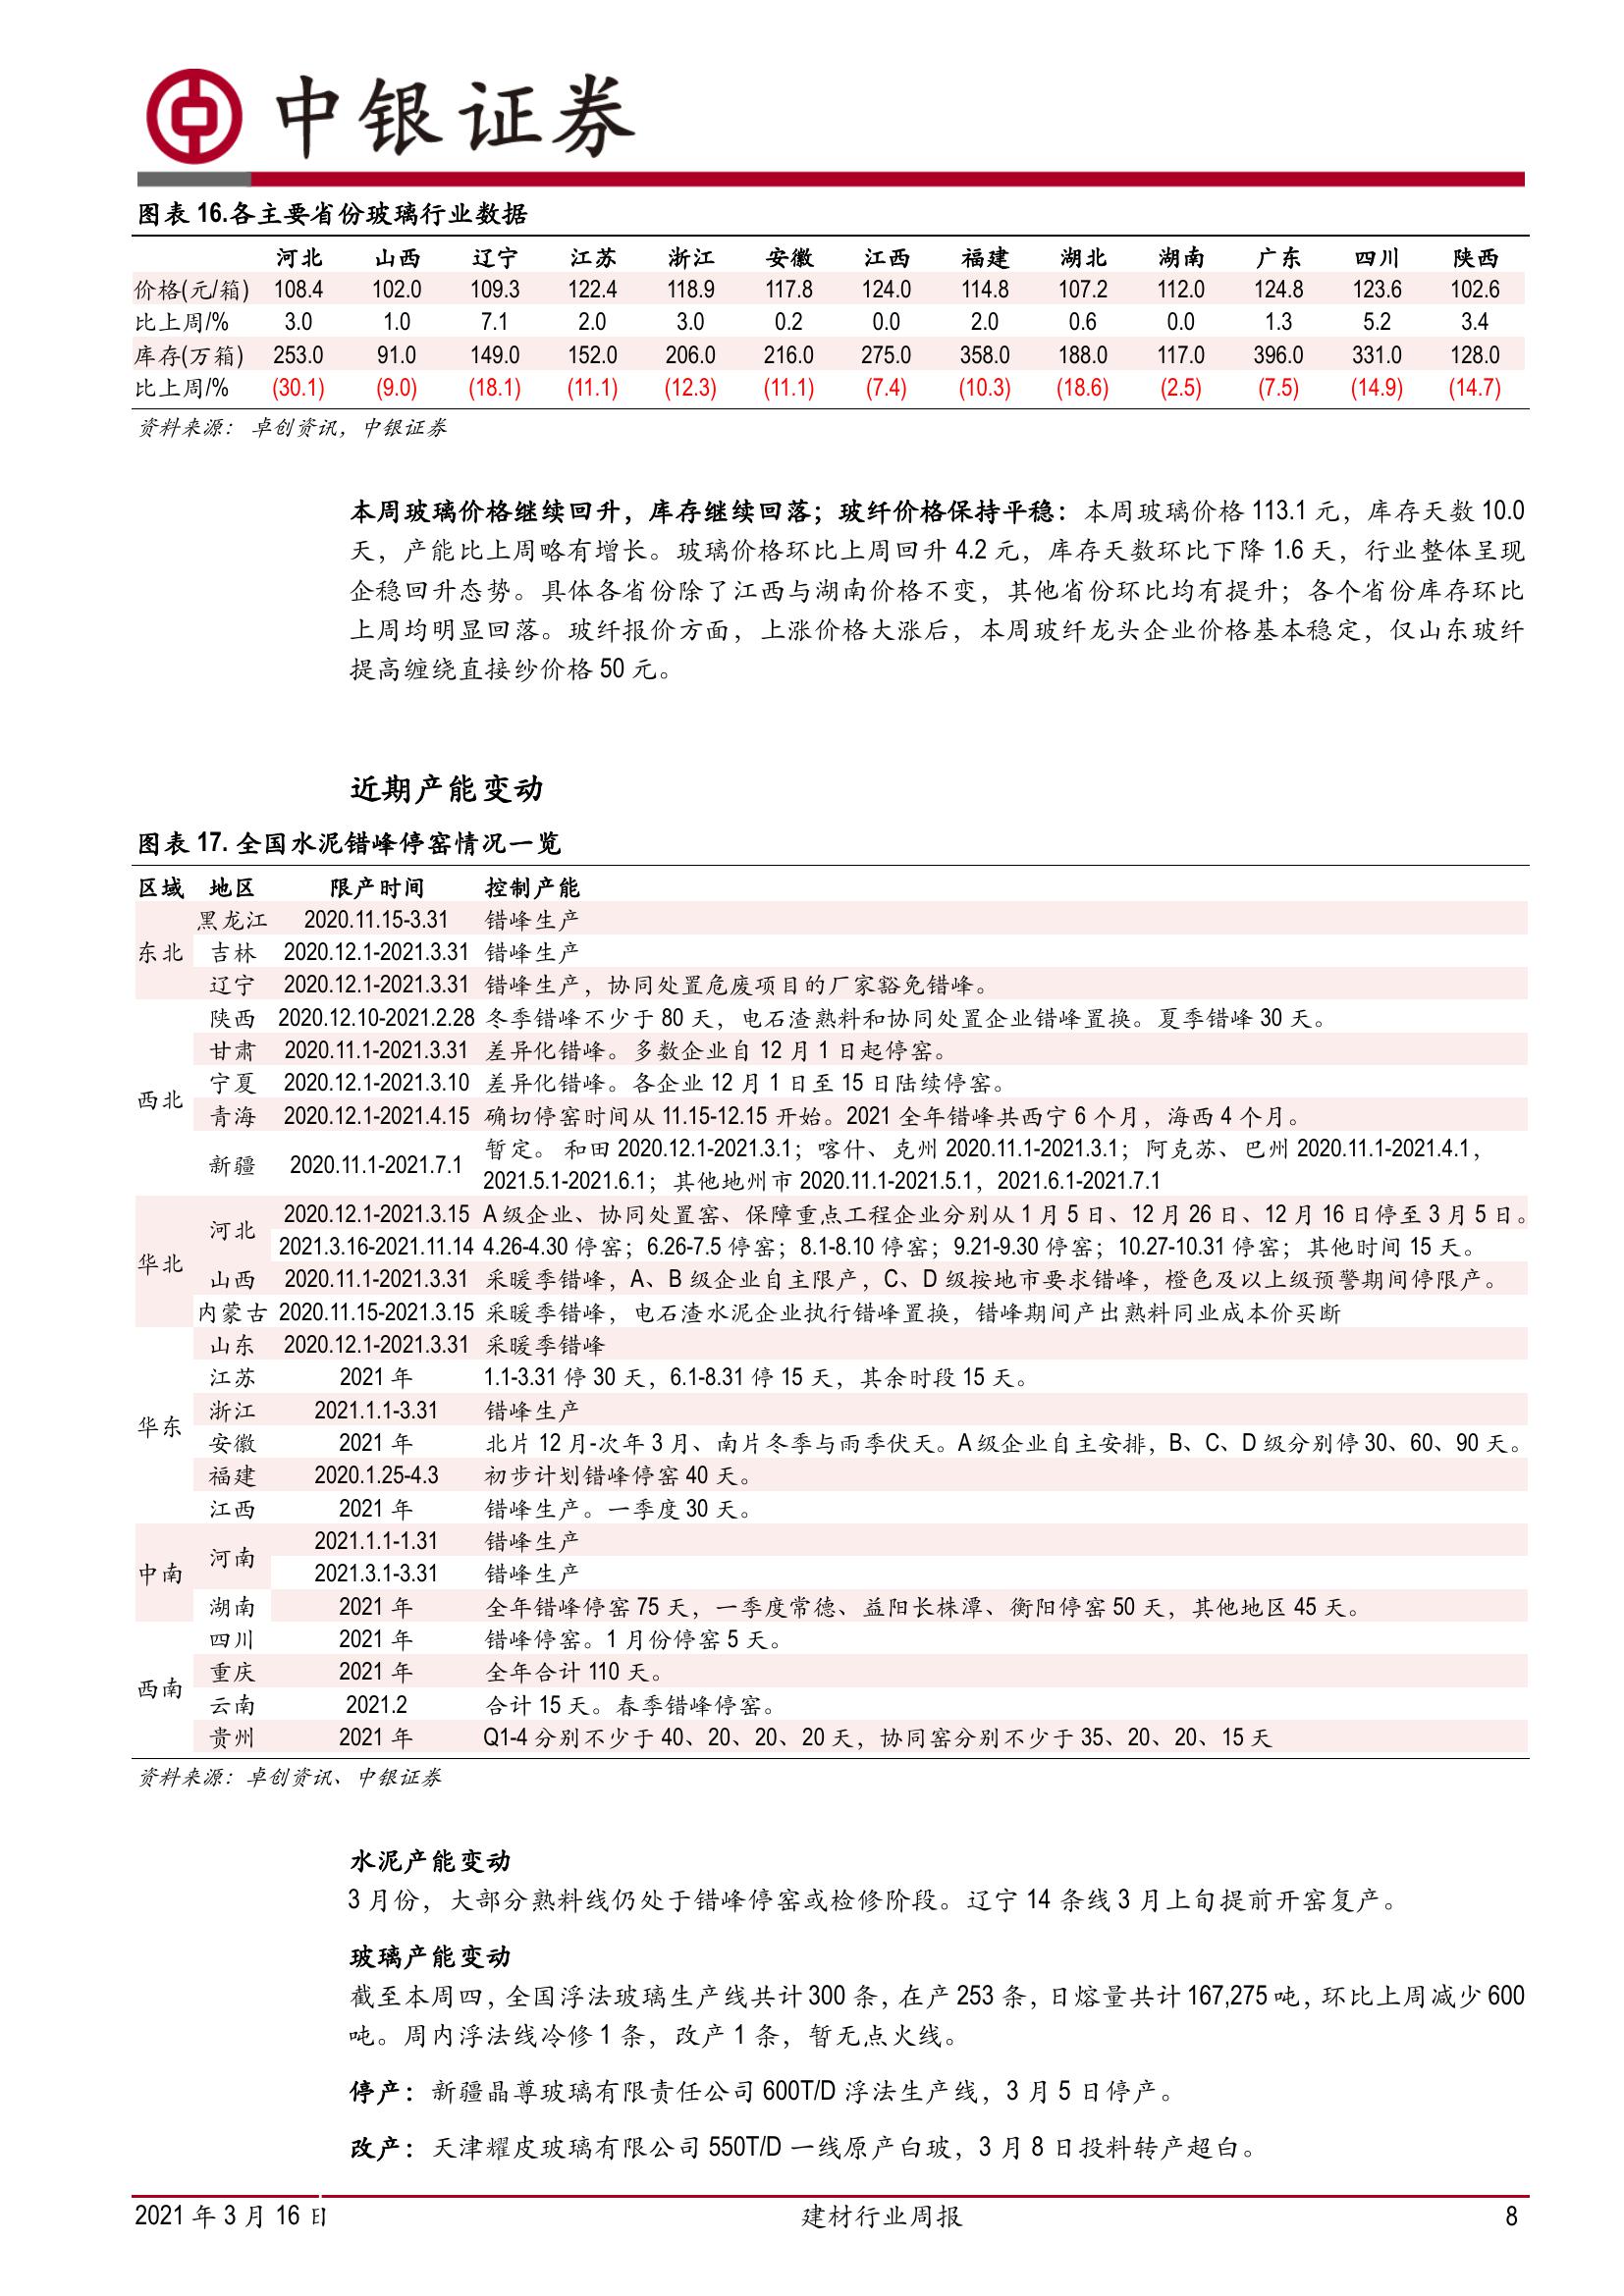 中银证券
图表 16.各主要省份玻璃行业数据
河北 山西 辽宁 江苏 浙江 安徽 江西 福建 湖北 湖南 广东 四川 陕西
价格(元/箱) 108.4 102.0 109.3 122.4 118.9 117.8 124.0 114.8 107.2 112.0 124.8 123.6 102.6
比上周/% 3.0 1.0 7.1 2.0 3.0 0.2 0.0 2.0 0.6 0.0 1.3 5.2 3.4
库存(万箱) 253.0 91.0 149.0 152.0 206.0 216.0 275.0 358.0 188.0 117.0 396.0 331.0 128.0
比上周/% (30.1) (9.0) (18.1) (11.1) (12.3) (11.1) (7.4) (10.3) (18.6) (2.5) (7.5) (14.9) (14.7)
资料来源： 卓创资讯，中银证券
本周玻璃价格继续回升，库存继续回落；玻纤价格保持平稳：本周玻璃价格 113.1 元，库存天数 10.0
天，产能比上周略有增长。玻璃价格环比上周回升 4.2 元，库存天数环比下降 1.6 天，行业整体呈现
企稳回升态势。具体各省份除了江西与湖南价格不变，其他省份环比均有提升；各个省份库存环比
上周均明显回落。玻纤报价方面，上涨价格大涨后，本周玻纤龙头企业价格基本稳定，仅山东玻纤
提高缠绕直接纱价格 50 元。
近期产能变动
图表 17. 全国水泥错峰停窑情况一览
区域 地区 限产时间 控制产能
东北 黑龙江 2020.11.15-3.31 错峰生产
吉林 2020.12.1-2021.3.31 错峰生产
辽宁 2020.12.1-2021.3.31 错峰生产，协同处置危废项目的厂家豁免错峰。
西北 陕西 2020.12.10-2021.2.28 冬季错峰不少于 80 天，电石渣熟料和协同处置企业错峰置换。夏季错峰 30 天。
甘肃 2020.11.1-2021.3.31 差异化错峰。多数企业自 12 月 1 日起停窑。
宁夏 2020.12.1-2021.3.10 差异化错峰。各企业 12 月 1 日至 15 日陆续停窑。
青海 2020.12.1-2021.4.15 确切停窑时间从 11.15-12.15 开始。2021 全年错峰共西宁 6 个月，海西 4 个月。
新疆 2020.11.1-2021.7.1 暂定。 和田 2020.12.1-2021.3.1；喀什、克州 2020.11.1-2021.3.1；阿克苏、巴州 2020.11.1-2021.4.1，
2021.5.1-2021.6.1；其他地州市 2020.11.1-2021.5.1，2021.6.1-2021.7.1
华北 河北 2020.12.1-2021.3.15 A 级企业、协同处置窑、保障重点工程企业分别从 1 月 5 日、12 月 26 日、12 月 16 日停至 3 月 5 日。
2021.3.16-2021.11.14 4.26-4.30 停窑；6.26-7.5 停窑；8.1-8.10 停窑；9.21-9.30 停窑；10.27-10.31 停窑；其他时间 15 天。
山西 2020.11.1-2021.3.31 采暖季错峰，A、B 级企业自主限产，C、D 级按地市要求错峰，橙色及以上级预警期间停限产。
内蒙古 2020.11.15-2021.3.15 采暖季错峰，电石渣水泥企业执行错峰置换，错峰期间产出熟料同业成本价买断
华东 山东 2020.12.1-2021.3.31 采暖季错峰
江苏 2021 年 1.1-3.31 停 30 天，6.1-8.31 停 15 天，其余时段 15 天。
浙江 2021.1.1-3.31 错峰生产
安徽 2021 年 北片 12 月-次年 3 月、南片冬季与雨季伏天。A 级企业自主安排，B、C、D 级分别停 30、60、90 天。
福建 2020.1.25-4.3 初步计划错峰停窑 40 天。
江西 2021 年 错峰生产。一季度 30 天。
中南 河南 2021.1.1-1.31 错峰生产
2021.3.1-3.31 错峰生产
湖南 2021 年 全年错峰停窑 75 天，一季度常德、益阳长株潭、衡阳停窑 50 天，其他地区 45 天。
西南 四川 2021 年 错峰停窑。1 月份停窑 5 天。
重庆 2021 年 全年合计 110 天。
云南 2021.2 合计 15 天。春季错峰停窑。
贵州 2021 年 Q1-4 分别不少于 40、20、20、20 天，协同窑分别不少于 35、20、20、15 天
资料来源：卓创资讯、中银证券
水泥产能变动
3 月份，大部分熟料线仍处于错峰停窑或检修阶段。辽宁 14 条线 3 月上旬提前开窑复产。
玻璃产能变动
截至本周四，全国浮法玻璃生产线共计 300 条，在产 253 条，日熔量共计 167,275 吨，环比上周减少 600
吨。周内浮法线冷修 1 条，改产 1 条，暂无点火线。
停产：新疆晶尊玻璃有限责任公司 600T/D 浮法生产线，3 月 5 日停产。
改产：天津耀皮玻璃有限公司 550T/D 一线原产白玻，3 月 8 日投料转产超白。
2021 年 3 月 16 日 建材行业周报 8